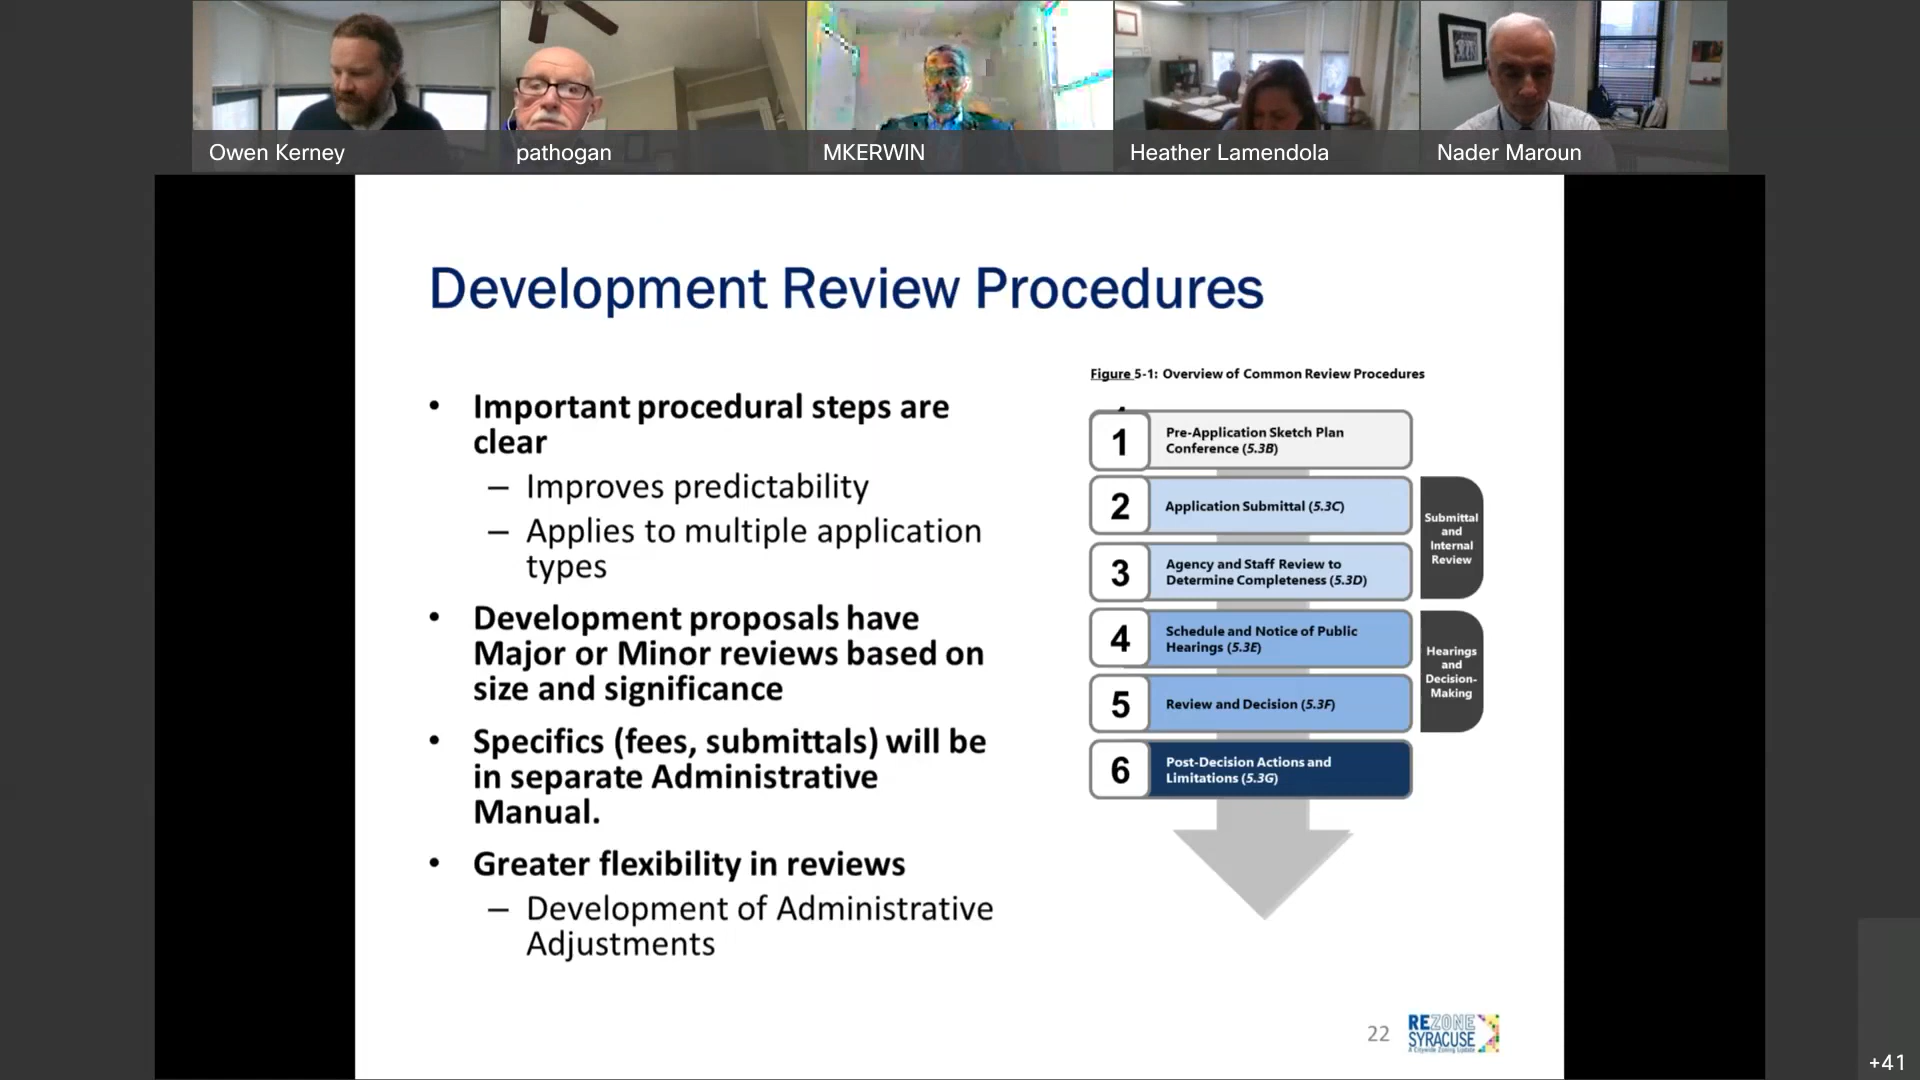 Owen Kerney
pathogan
MKERWIN
Heather Lamendola
Nader Maroun
Development Review Procedures
• Important procedural steps are
clear
– Improves predictability
– Applies to multiple application
types
• Development proposals have
Major or Minor reviews based on
size and significance
• Specifics (fees, submittals) will be
in separate Administrative
Manual.
• Greater flexibility in reviews
– Development of Administrative
Adjustments
Figure 5-1: Overview of Common Review Procedures
1
Pre-Application Sketch Plan
Conference (5.3B)
2
Application Submittal (5.3C)
3
Agency and Staff Review to
Determine Completeness (5.3D)
Submittal
and
Internal
Review
4
Schedule and Notice of Public
Hearings (5.3E)
5
Review and Decision (5.3F)
Hearings
and
Decision-
Making
6
Post-Decision Actions and
Limitations (5.3G)
22
REZONE
SYRACUSE
A Citywide Zoning Update
+41